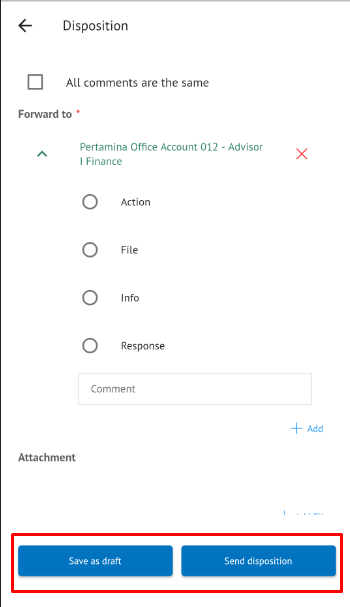 Disposition
All comments are the same
Forward to *
Pertamina Office Account 012 - Advisor
I Finance
Action
File
Info
Response
Comment
Add
Attachment
Save as draft
Send disposition